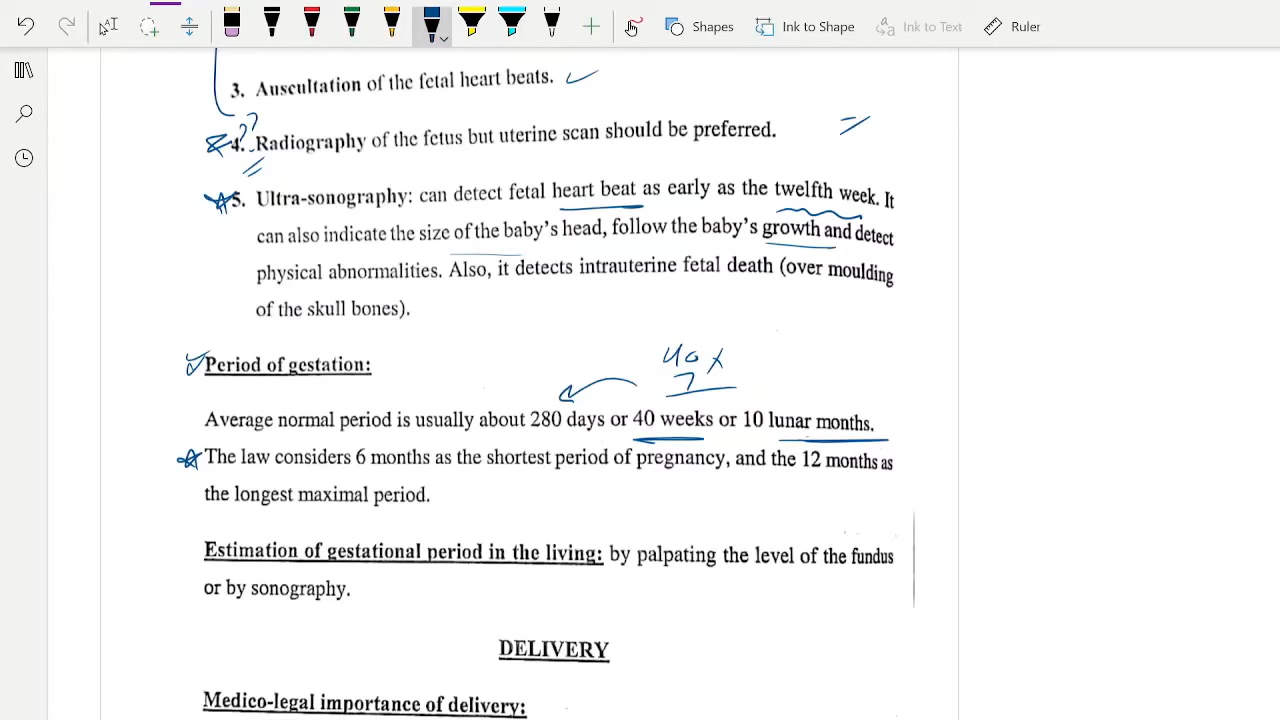 Shapes
Ink to Shape
Ink to Text
Ruler
3. Auscultation of the fetal heart beats.
??
4. Radiography of the fetus but uterine scan should be preferred.
5. Ultra-sonography: can detect fetal heart beat as early as the twelfth week. It
can also indicate the size of the baby's head, follow the baby's growth and detect
physical abnormalities. Also, it detects intrauterine fetal death (over moulding
of the skull bones).
40 x
7
Period of gestation:
Average normal period is usually about 280 days or 40 weeks or 10 lunar months.
The law considers 6 months as the shortest period of pregnancy, and the 12 months as
the longest maximal period.
Estimation of gestational period in the living: by palpating the level of the fundus
or by sonography.
DELIVERY
Medico-legal importance of delivery: